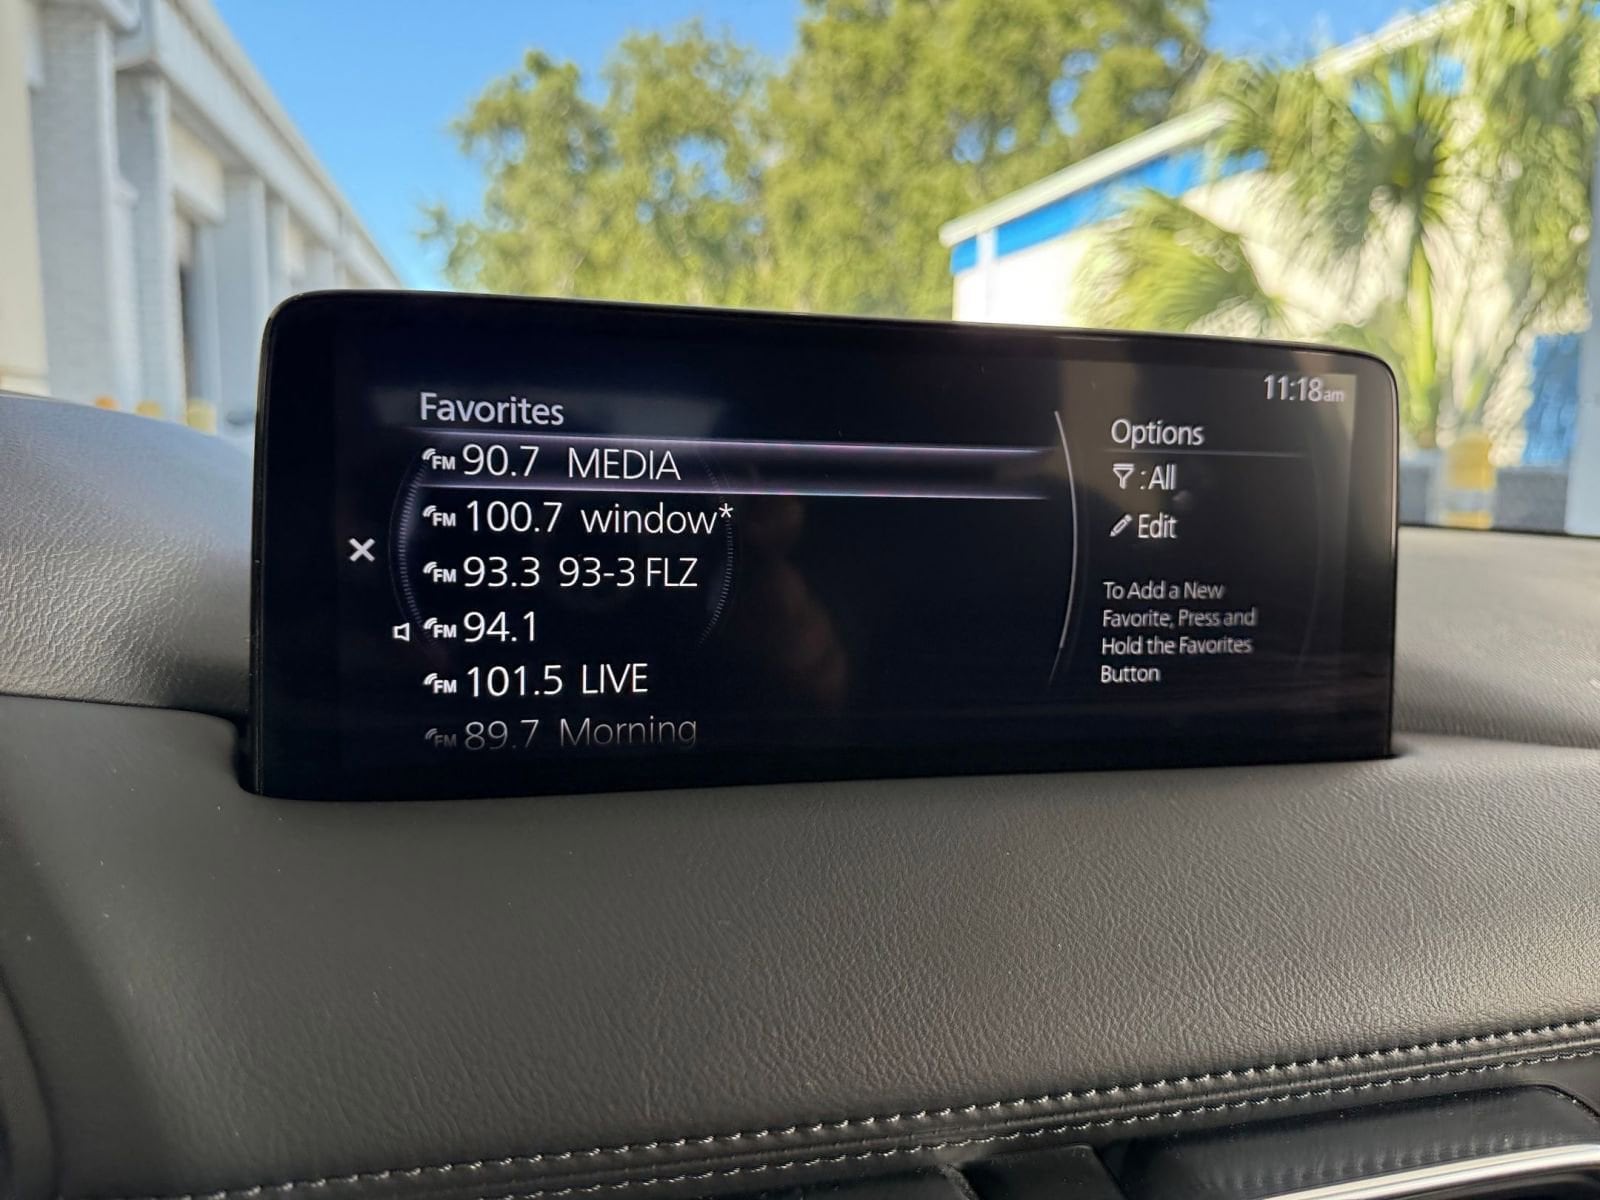 11:18am
Favorites
FM 90.7 MEDIA
FM 100.7 window*
FM 93.3 93-3 FLZ
FM 94.1
FM 101.5 LIVE
FM 89.7 Morning
Options
: All
Edit
To Add a New
Favorite, Press and
Hold the Favorites
Button